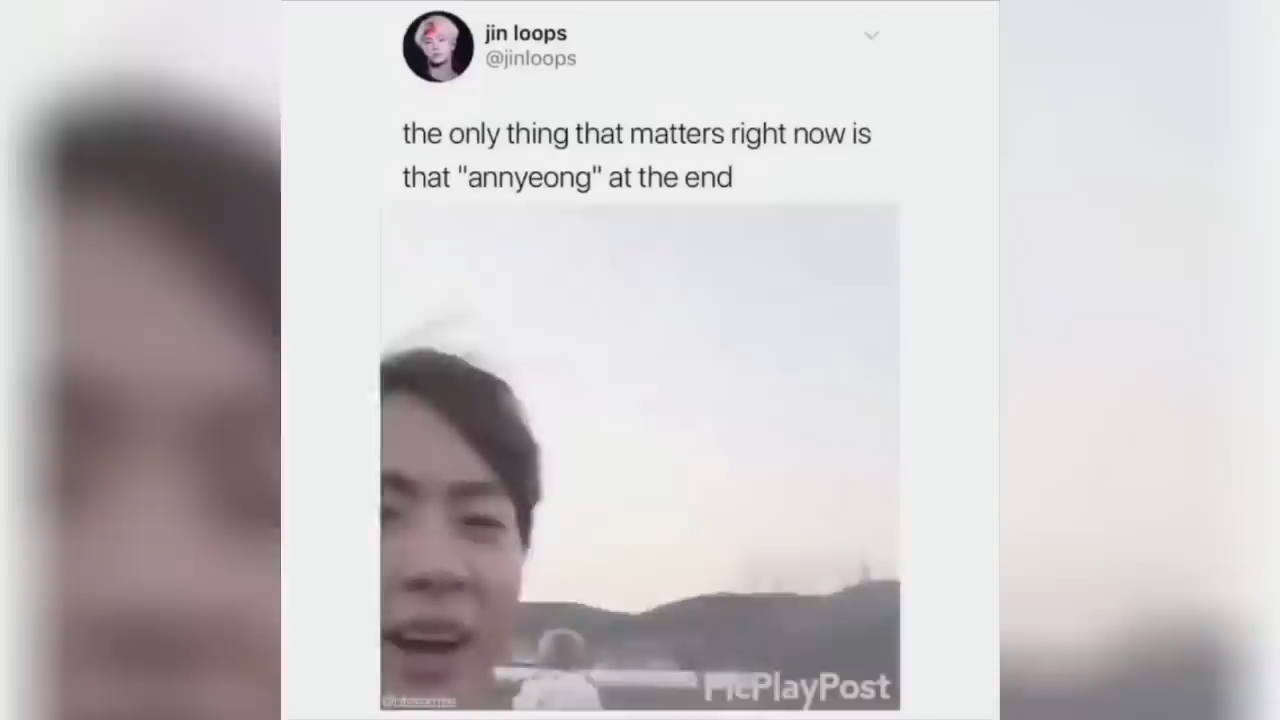 jin loops
@jinloops
the only thing that matters right now is
that "annyeong" at the end
PicPlayPost